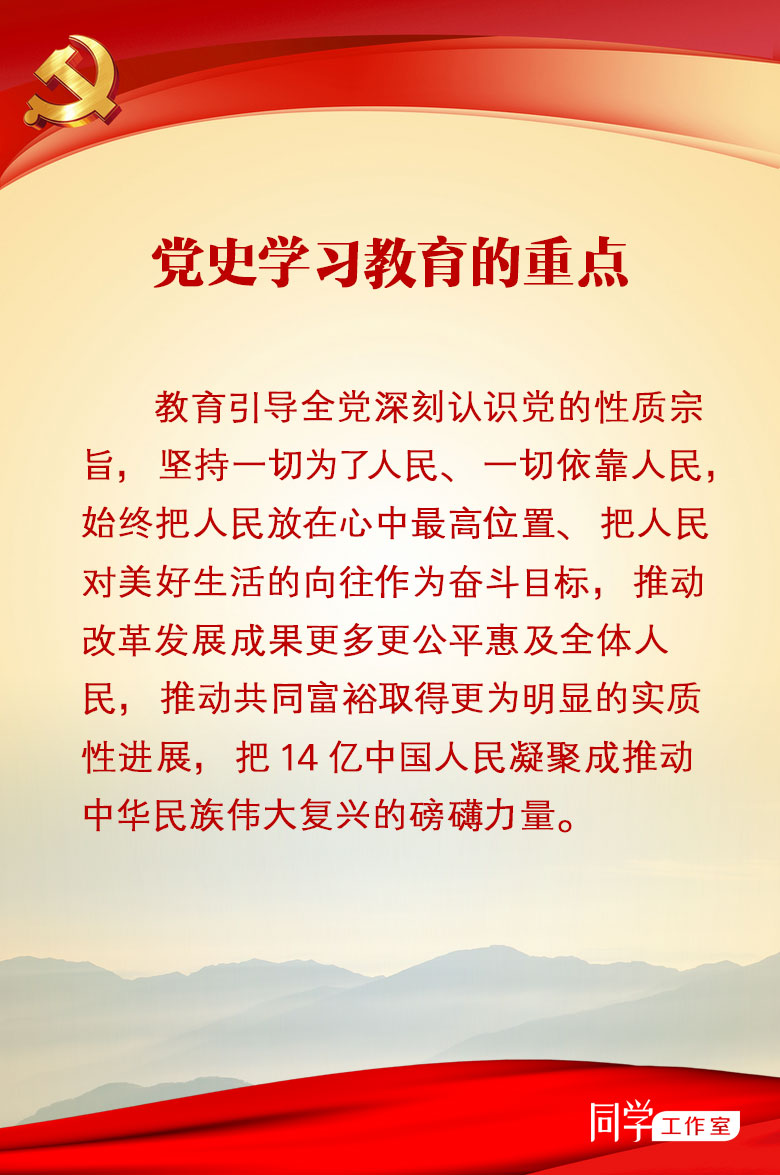 党史学习教育的重点
教育引导全党深刻认识党的性质宗
旨，坚持一切为了人民、一切依靠人民，
始终把人民放在心中最高位置、把人民
对美好生活的向往作为奋斗目标，推动
改革发展成果更多更公平惠及全体人
民，推动共同富裕取得更为明显的实质
性进展，把 14 亿中国人民凝聚成推动
中华民族伟大复兴的磅礴力量。
同学工作室